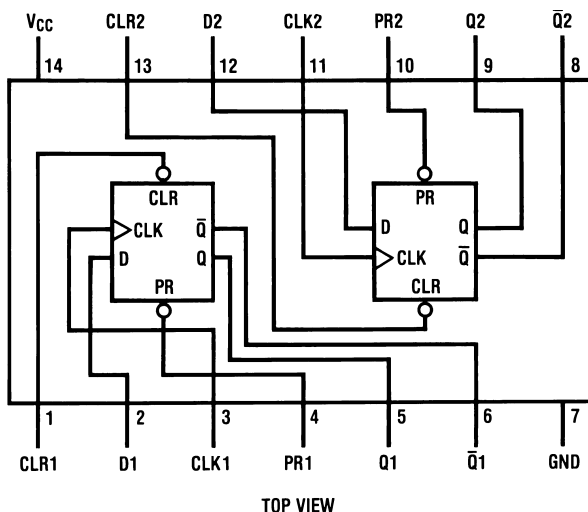 VCC CLR2 D2 CLK2 PR2 Q2 Q̅2
14 13 12 11 10 9 8
CLR PR
CLK Q̅ D Q
D Q CLK Q̅
PR CLR
1 2 3 4 5 6 7
CLR1 D1 CLK1 PR1 Q1 Q̅1 GND
TOP VIEW